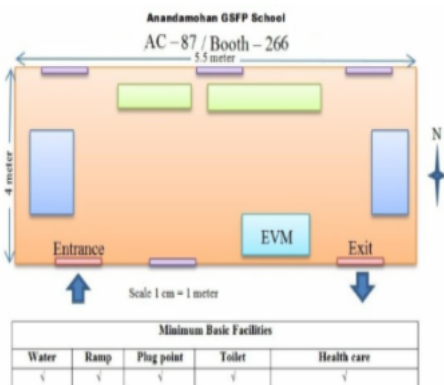 Anandamohan GSFP School
AC – 87 / Booth – 266
5.5 meter
4 meter
N
EVM
Entrance
Exit
Scale 1 cm = 1 meter
Minimum Basic Facilities
Water Ramp Plug point Toilet Health care
√ √ √ √ √